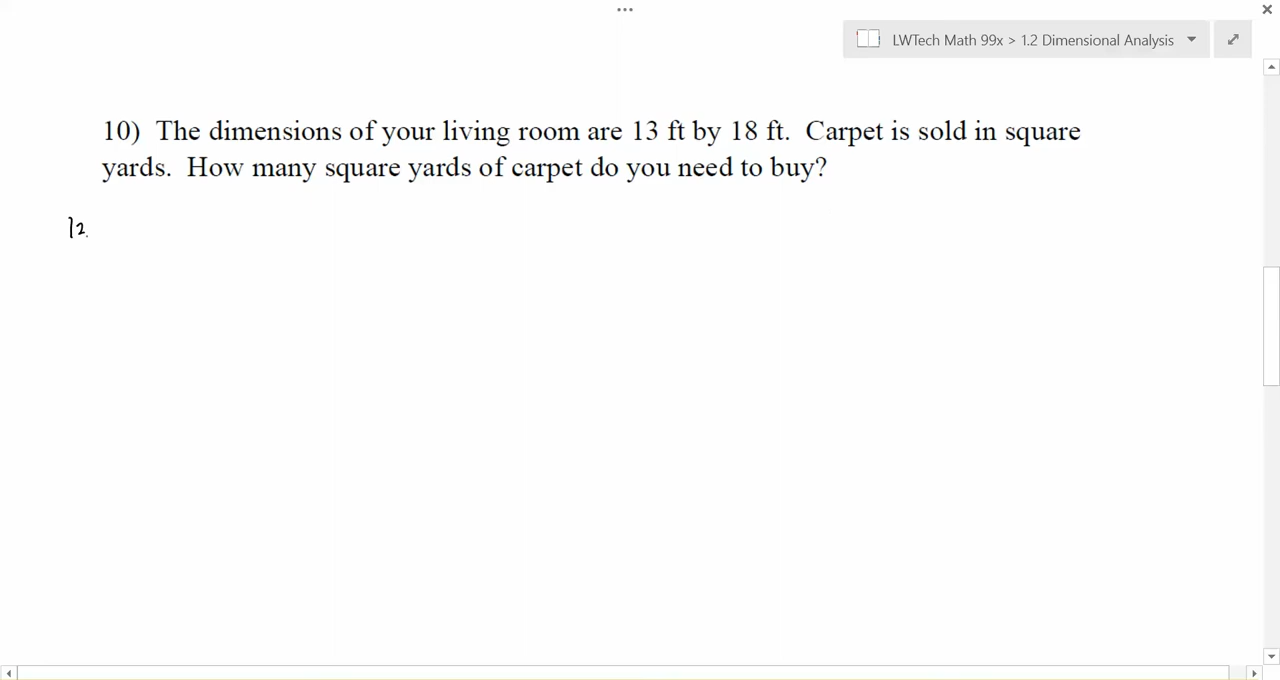 LWTech Math 99x > 1.2 Dimensional Analysis
10) The dimensions of your living room are 13 ft by 18 ft. Carpet is sold in square
yards. How many square yards of carpet do you need to buy?
12